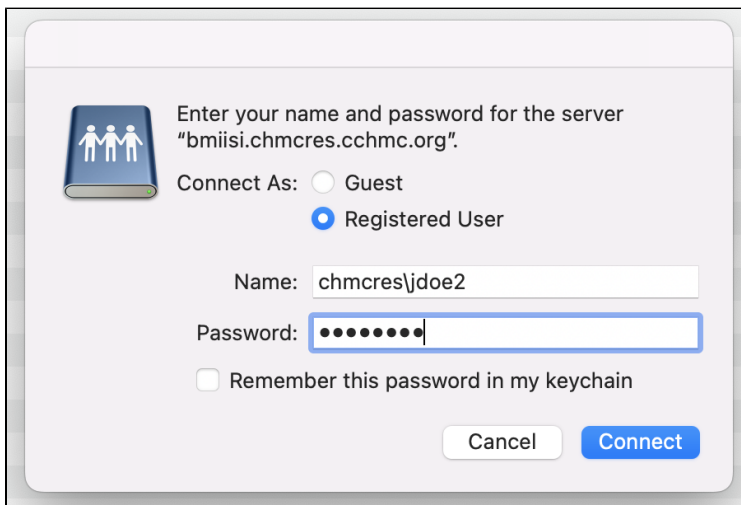 Enter your name and password for the server
“bmiisi.chmcres.cchmc.org”.
Connect As: Guest
Registered User
Name: chmcres\jdoe2
Password: ••••••••
Remember this password in my keychain
Cancel Connect